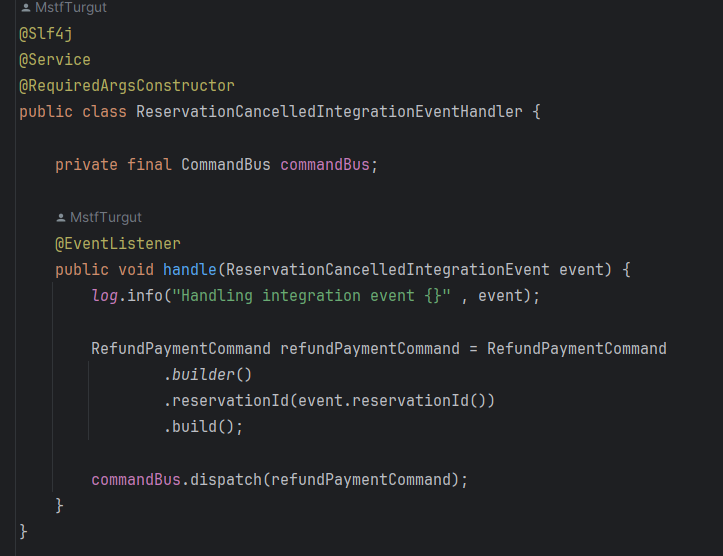 MstfTurgut
@Slf4j
@Service
@RequiredArgsConstructor
public class ReservationCancelledIntegrationEventHandler {
private final CommandBus commandBus;
MstfTurgut
@EventListener
public void handle(ReservationCancelledIntegrationEvent event) {
log.info("Handling integration event {}" , event);
RefundPaymentCommand refundPaymentCommand = RefundPaymentCommand
.builder()
.reservationId(event.reservationId())
.build();
commandBus.dispatch(refundPaymentCommand);
}
}